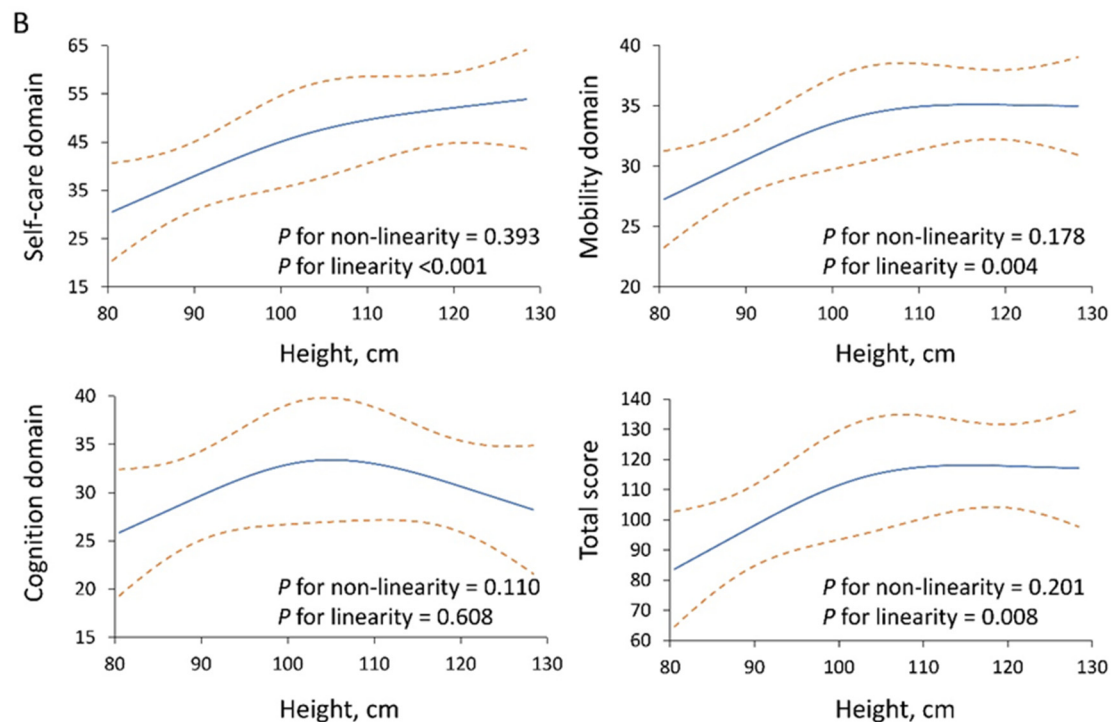 B
Self-care domain
65
55
45
35
25
15
P for non-linearity = 0.393
P for linearity <0.001
80 90 100 110 120 130
Height, cm
Mobility domain
40
35
30
25
20
P for non-linearity = 0.178
P for linearity = 0.004
80 90 100 110 120 130
Height, cm
Cognition domain
40
35
30
25
20
15
P for non-linearity = 0.110
P for linearity = 0.608
80 90 100 110 120 130
Height, cm
Total score
140
130
120
110
100
90
80
70
60
P for non-linearity = 0.201
P for linearity = 0.008
80 90 100 110 120 130
Height, cm